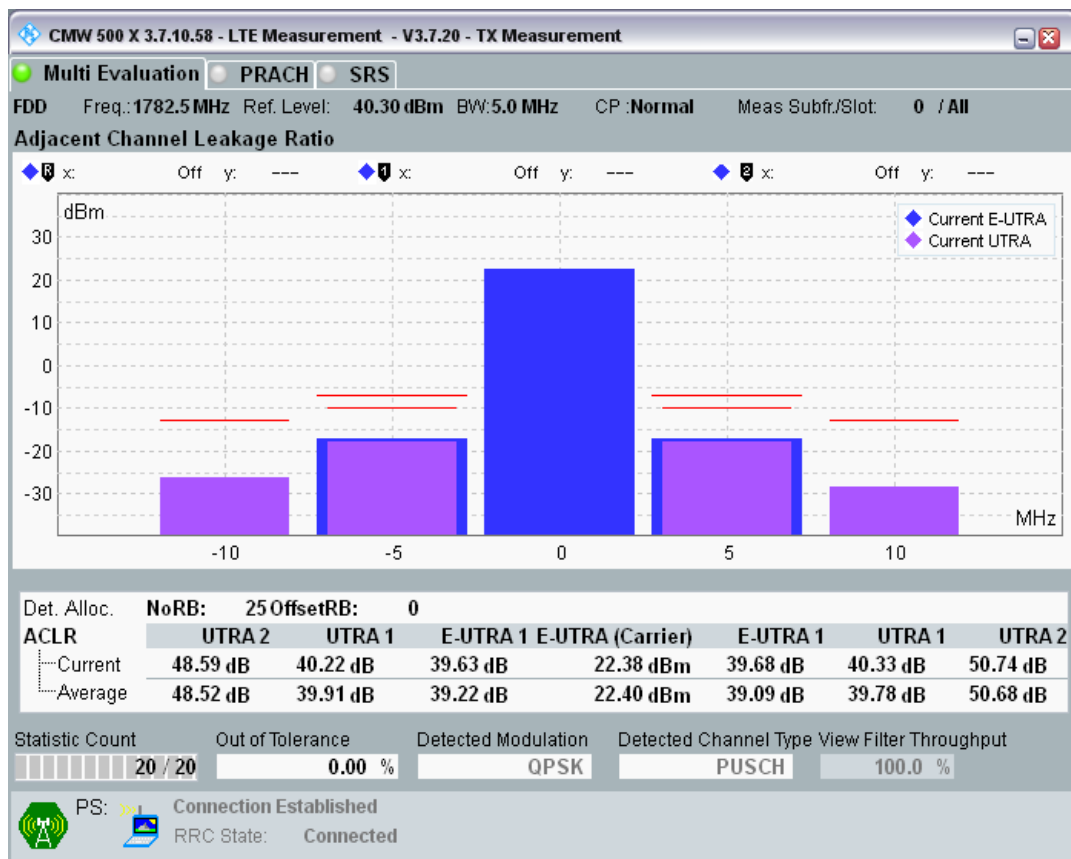 CMW 500 X 3.7.10.58 - LTE Measurement - V3.7.20 - TX Measurement
Multi Evaluation PRACH SRS
FDD Freq.:1782.5 MHz Ref. Level: 40.30 dBm BW:5.0 MHz CP :Normal Meas Subfr./Slot: 0 / All
Adjacent Channel Leakage Ratio
R x: Off y: --- 1 x: Off y: --- 2 x: Off y: ---
dBm
Current E-UTRA
Current UTRA
30
20
10
0
-10
-20
-30
MHz
-10 -5 0 5 10
Det. Alloc. NoRB: 25 OffsetRB: 0
ACLR UTRA 2 UTRA 1 E-UTRA 1 E-UTRA (Carrier) E-UTRA 1 UTRA 1 UTRA 2
Current 48.59 dB 40.22 dB 39.63 dB 22.38 dBm 39.68 dB 40.33 dB 50.74 dB
Average 48.52 dB 39.91 dB 39.22 dB 22.40 dBm 39.09 dB 39.78 dB 50.68 dB
Statistic Count Out of Tolerance Detected Modulation Detected Channel Type View Filter Throughput
20 / 20 0.00 % QPSK PUSCH 100.0 %
PS: Connection Established
RRC State: Connected